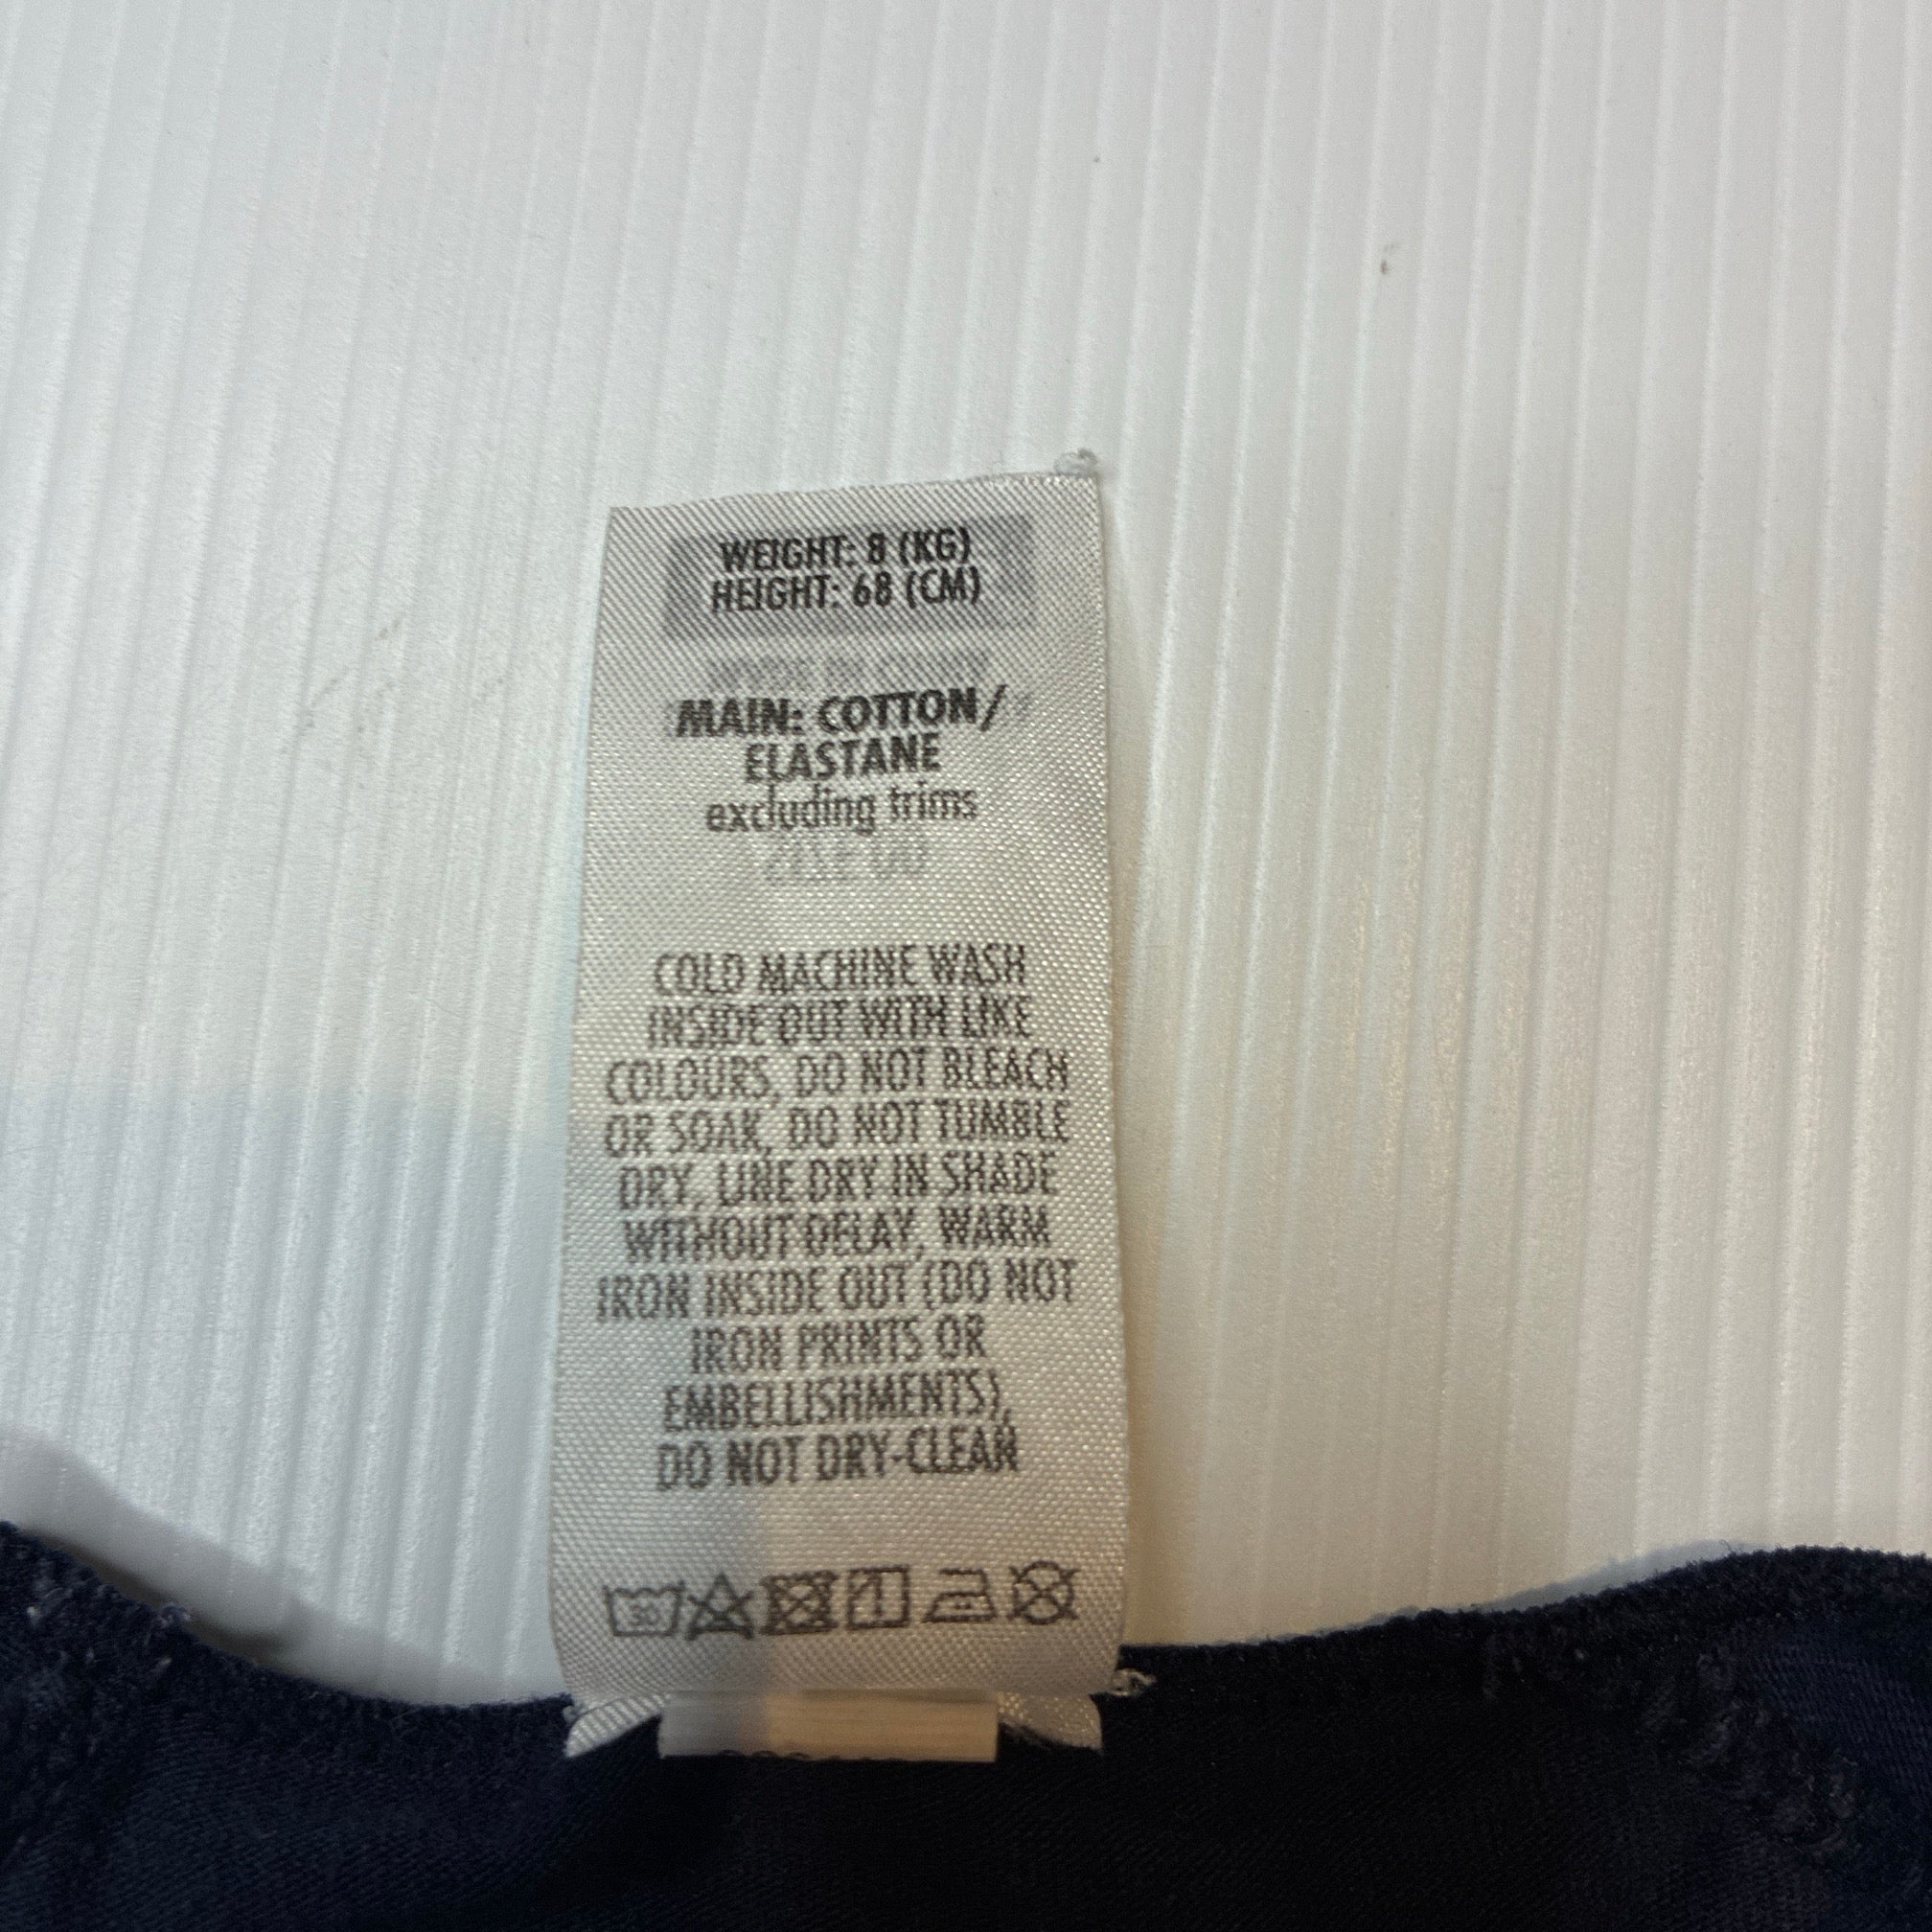 WEIGHT: 8 (KG)
HEIGHT: 68 (CM)
MAIN: COTTON/
ELASTANE
excluding trims
COLD MACHINE WASH
INSIDE OUT WITH LIKE
COLOURS, DO NOT BLEACH
OR SOAK, DO NOT TUMBLE
DRY, LINE DRY IN SHADE
WITHOUT DELAY, WARM
IRON INSIDE OUT (DO NOT
IRON PRINTS OR
EMBELLISHMENTS),
DO NOT DRY-CLEAN
30